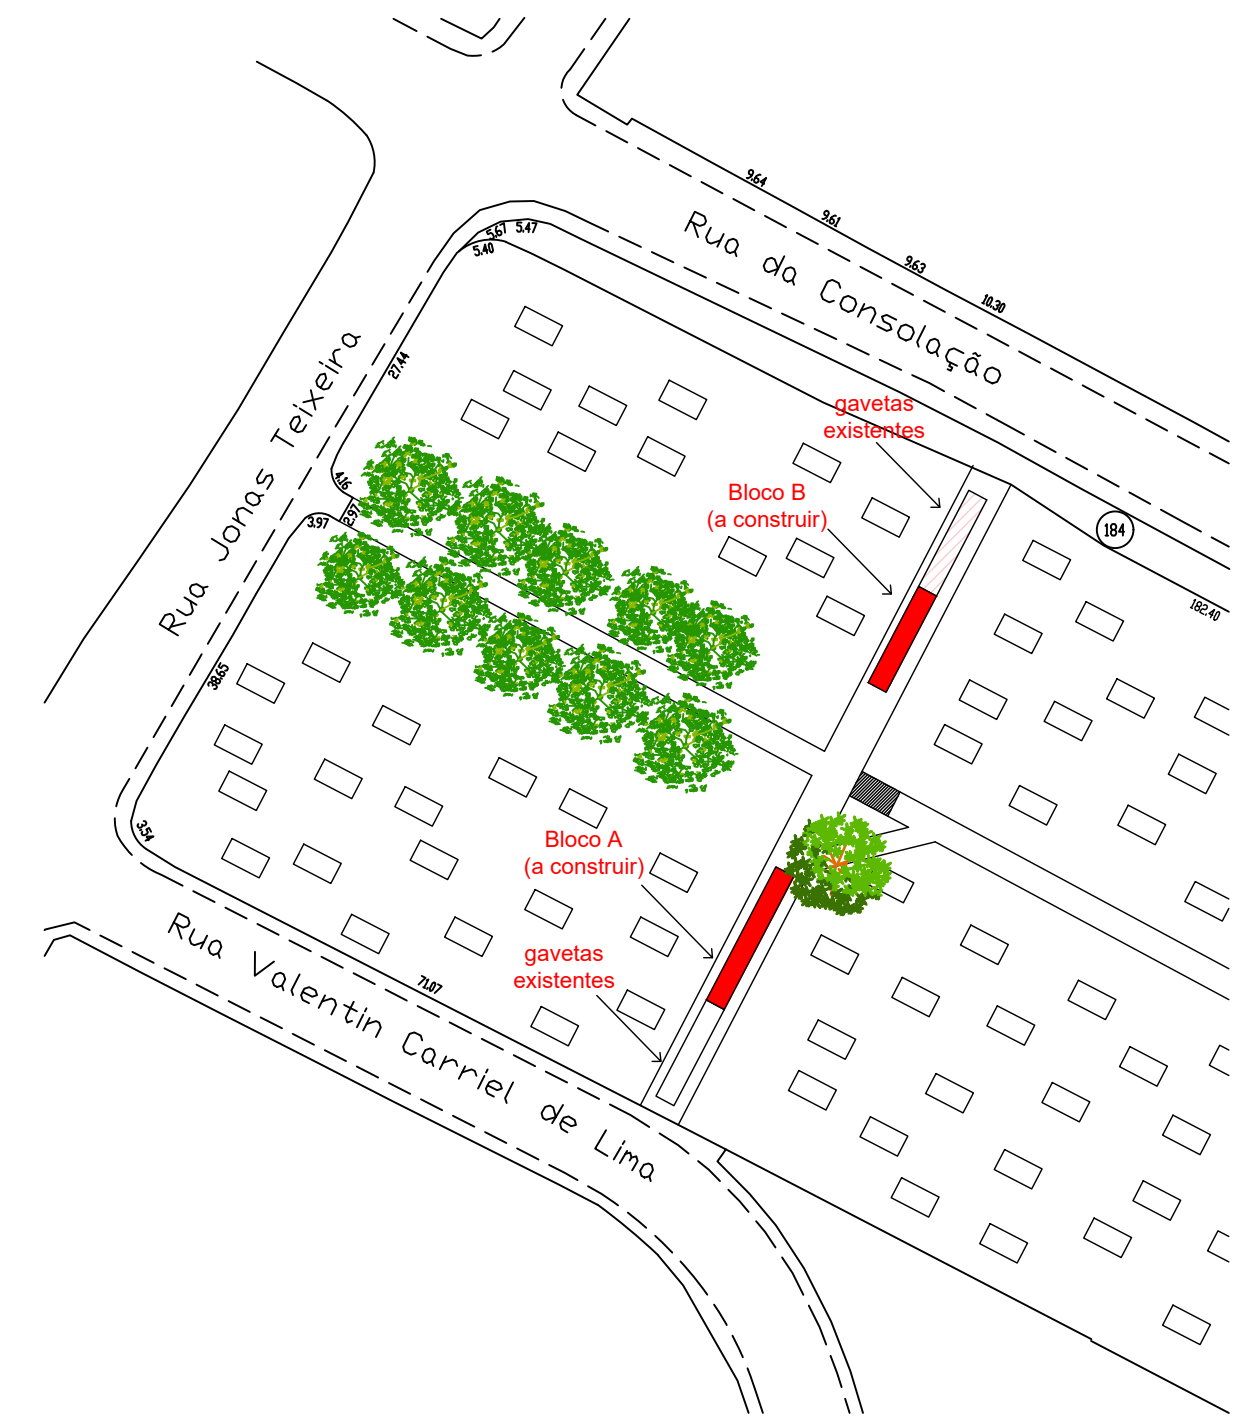 9.64
9.61
9.63
10.30
Rua da Consolação
5.67
5.47
5.40
27.44
Rua Jonas Teixeira
gavetas
existentes
4.16
2.97
3.97
Bloco B
(a construir)
184
182.40
38.65
3.54
Bloco A
(a construir)
gavetas
existentes
71.07
Rua Valentin Carriel de Lima